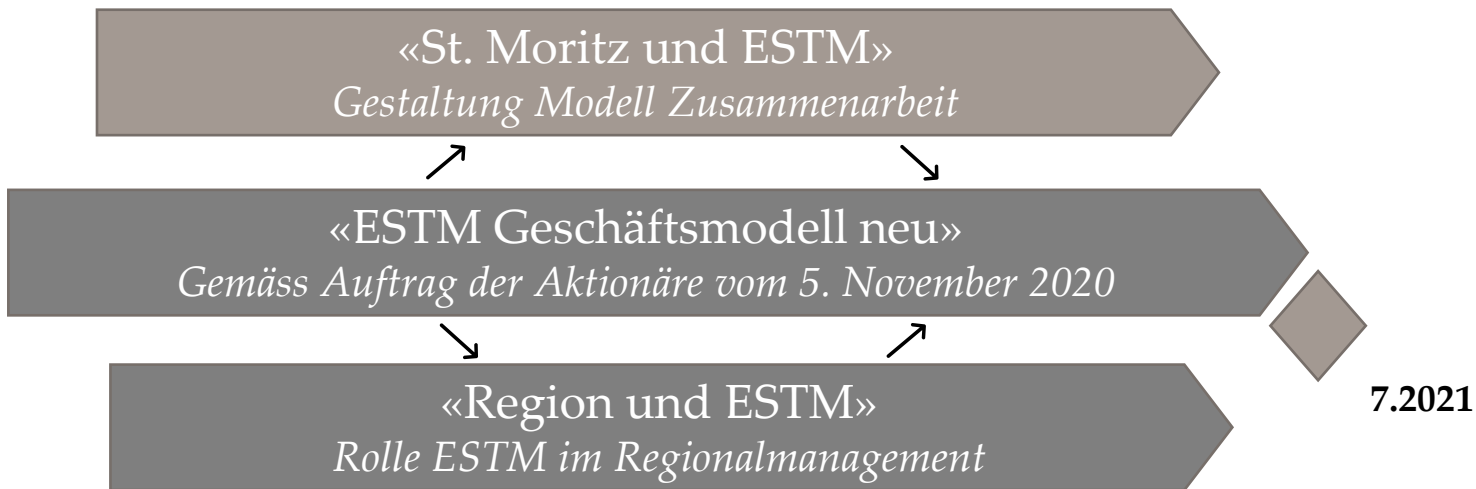 «St. Moritz und ESTM»
Gestaltung Modell Zusammenarbeit
«ESTM Geschäftsmodell neu»
Gemäss Auftrag der Aktionäre vom 5. November 2020
«Region und ESTM»
Rolle ESTM im Regionalmanagement
7.2021